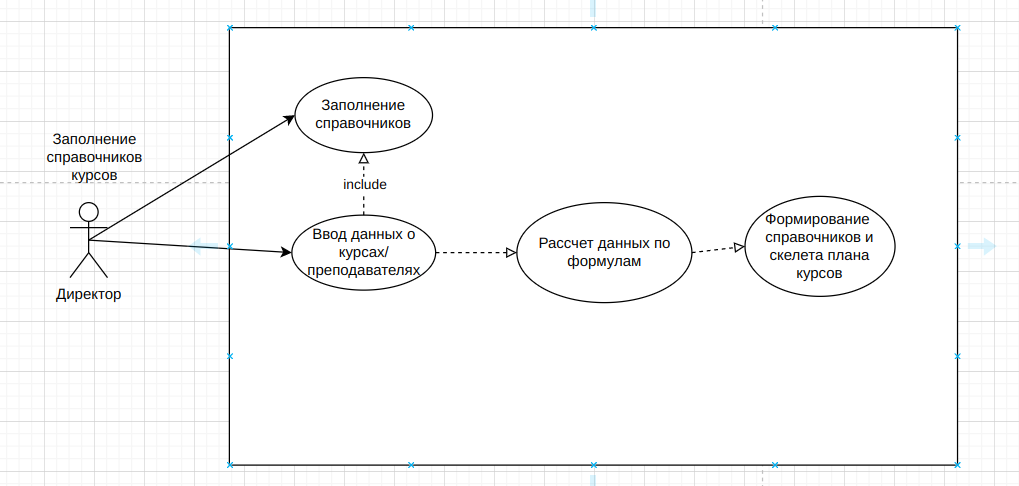 Заполнение
справочников
курсов
Директор
Заполнение
справочников
include
Ввод данных о
курсах/
преподавателях
Рассчет данных по
формулам
Формирование
справочников и
скелета плана
курсов